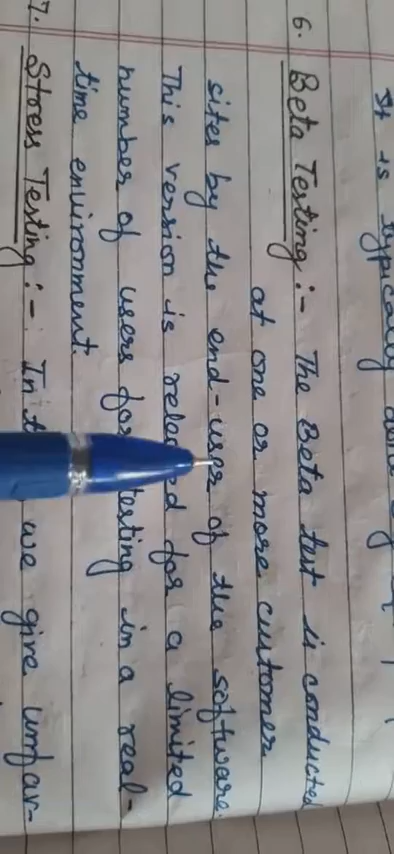 It is typically done
6. Beta Testing :- The Beta test is conducted
at one or more customer
sites by the end-user of the software.
This version is released for a limited
number of users for testing in a real-
time environment.
7. Stress Testing :- In we give unfav-